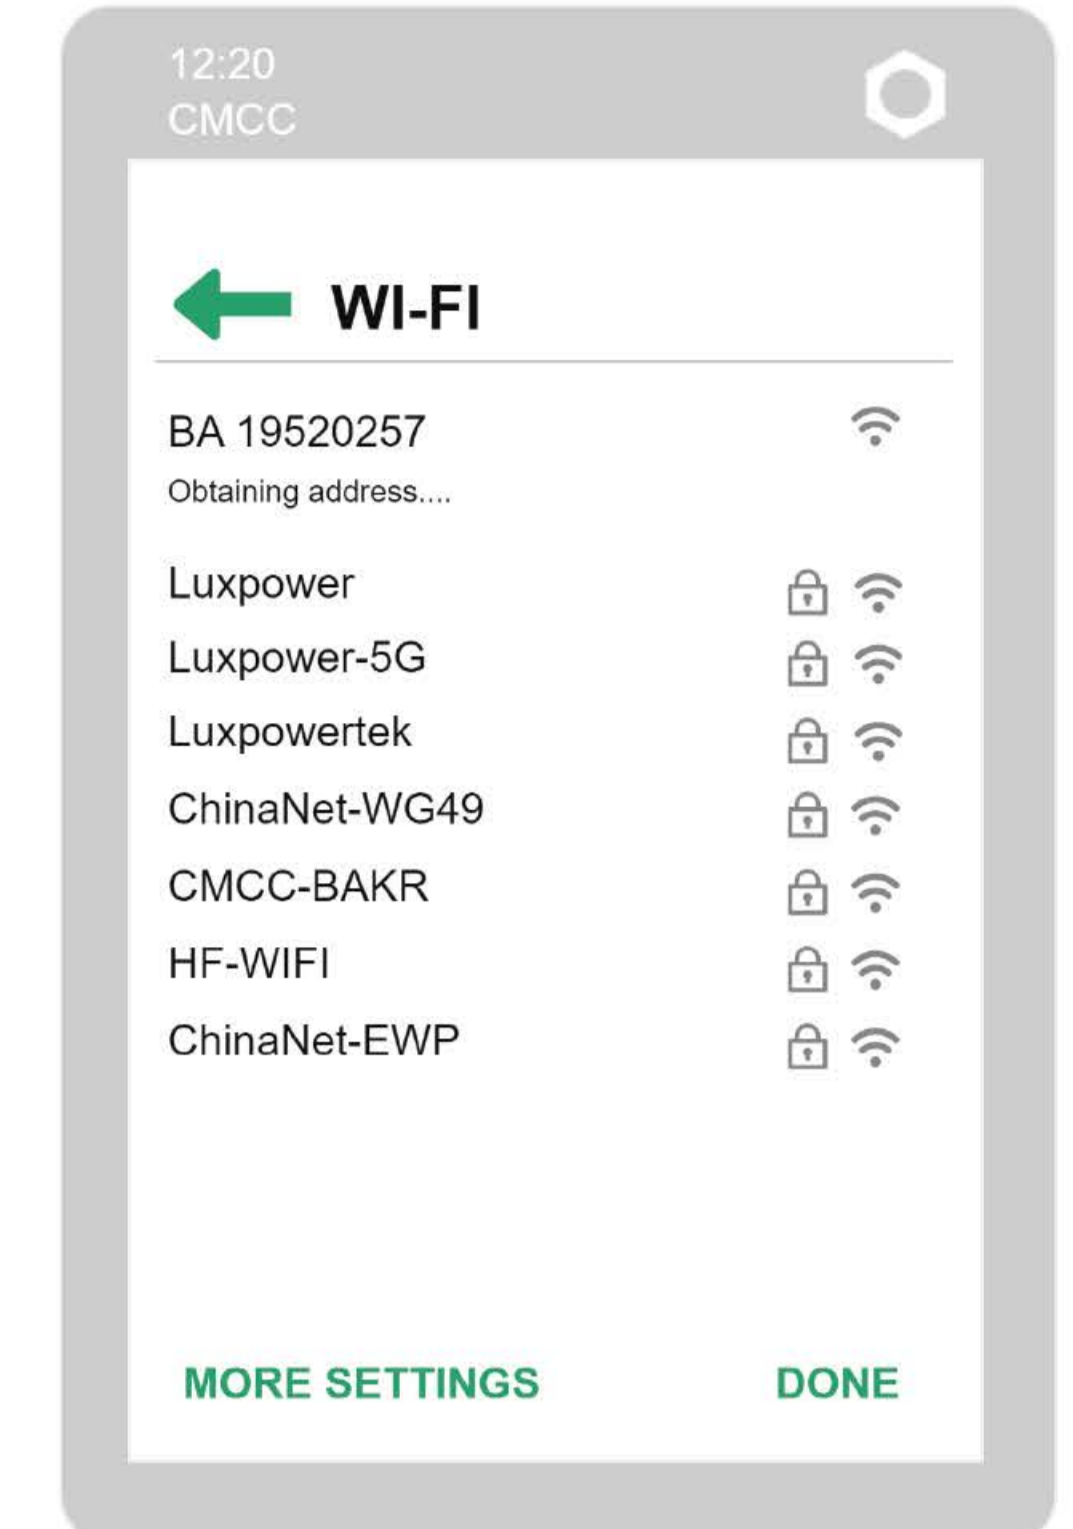 12:20
CMCC
WI-FI
BA 19520257
Obtaining address....
Luxpower
Luxpower-5G
Luxpowertek
ChinaNet-WG49
CMCC-BAKR
HF-WIFI
ChinaNet-EWP
MORE SETTINGS DONE